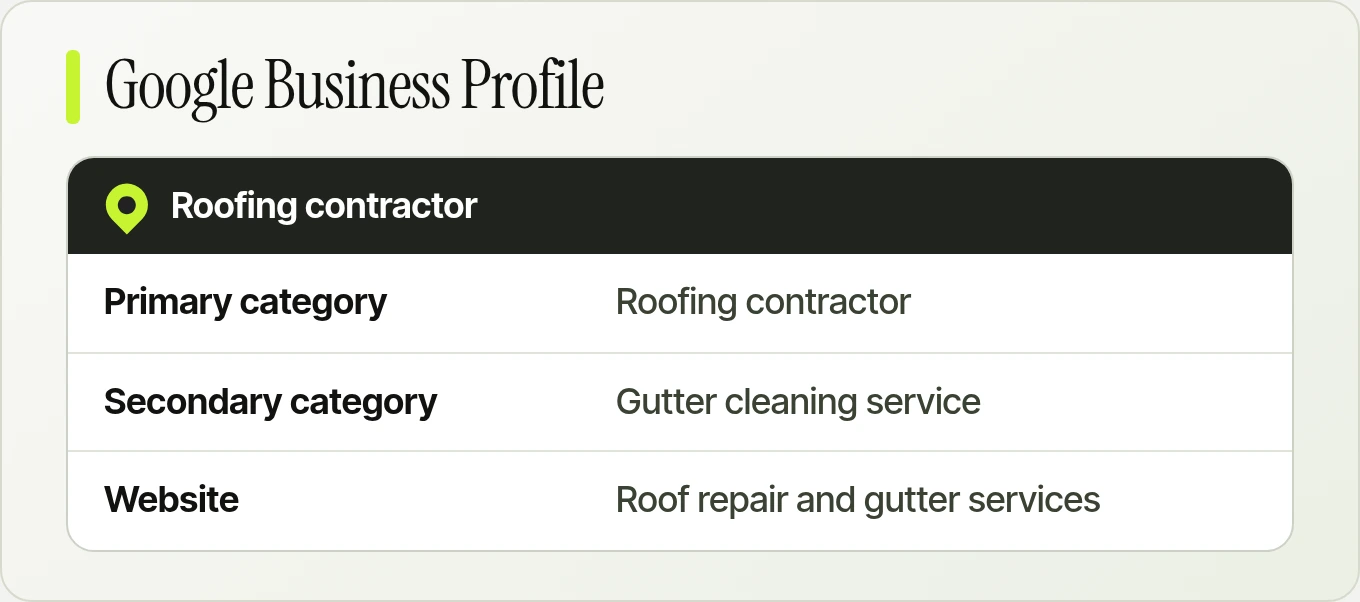 Google Business Profile
Roofing contractor
Primary category Roofing contractor
Secondary category Gutter cleaning service
Website Roof repair and gutter services